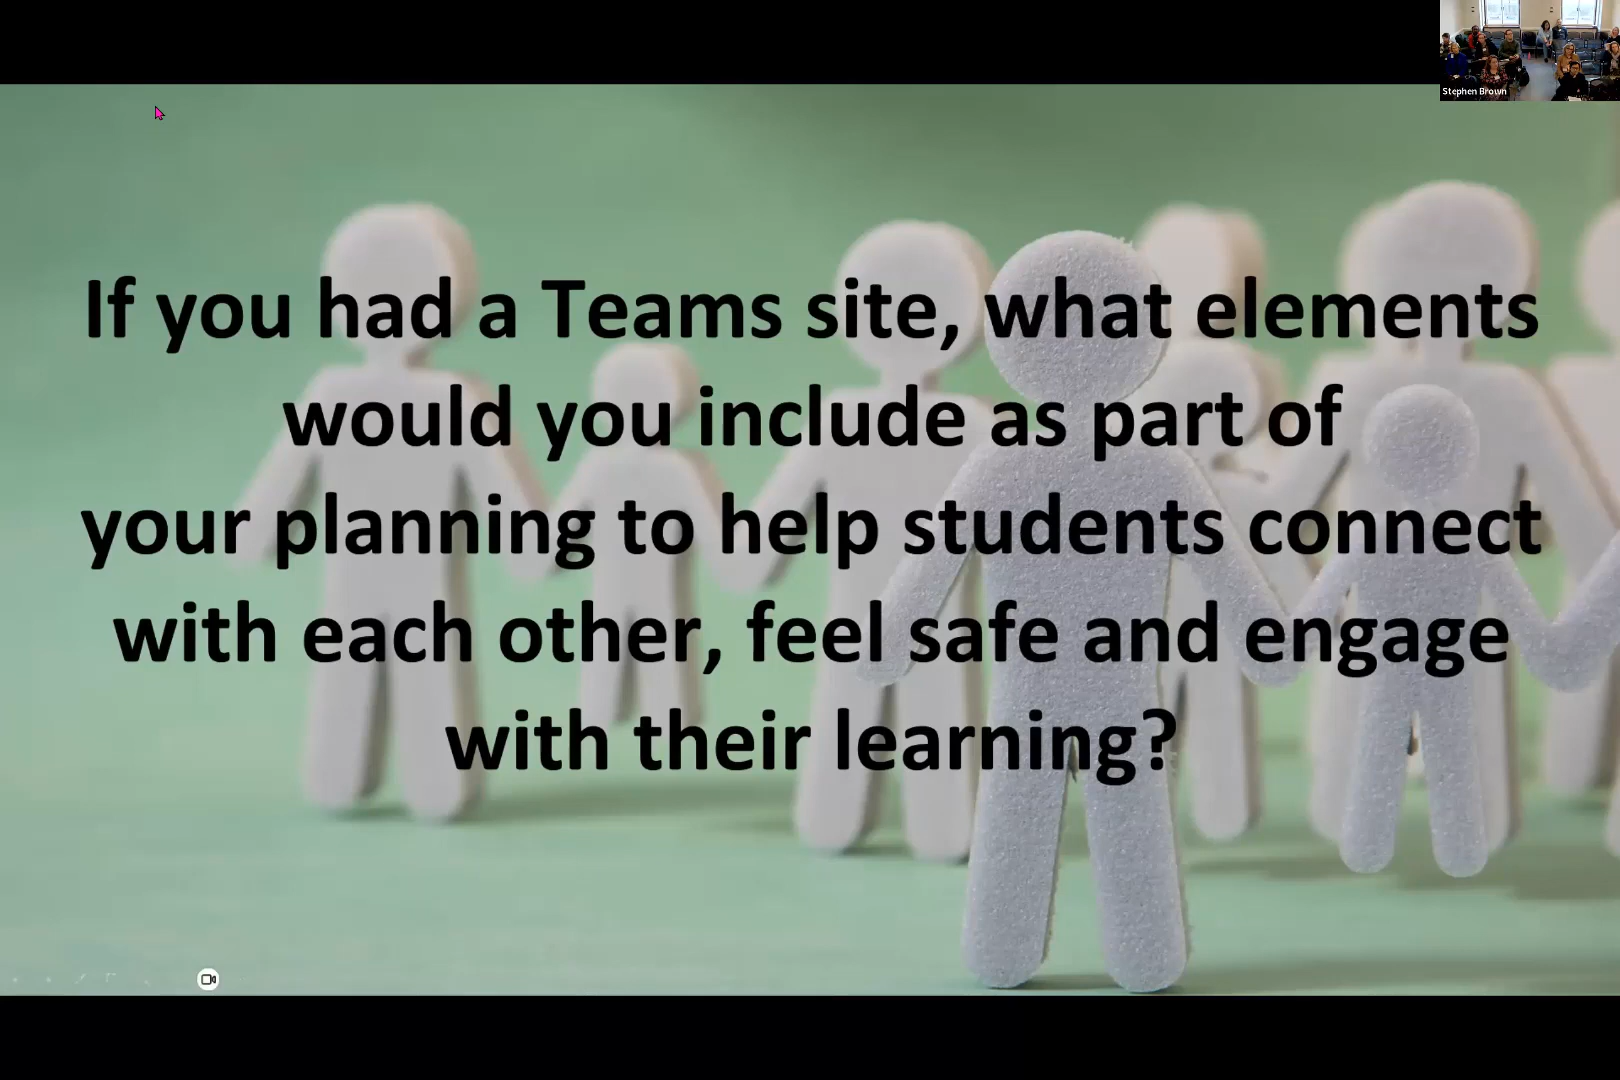 Stephen Brown
If you had a Teams site, what elements
would you include as part of
your planning to help students connect
with each other, feel safe and engage
with their learning?